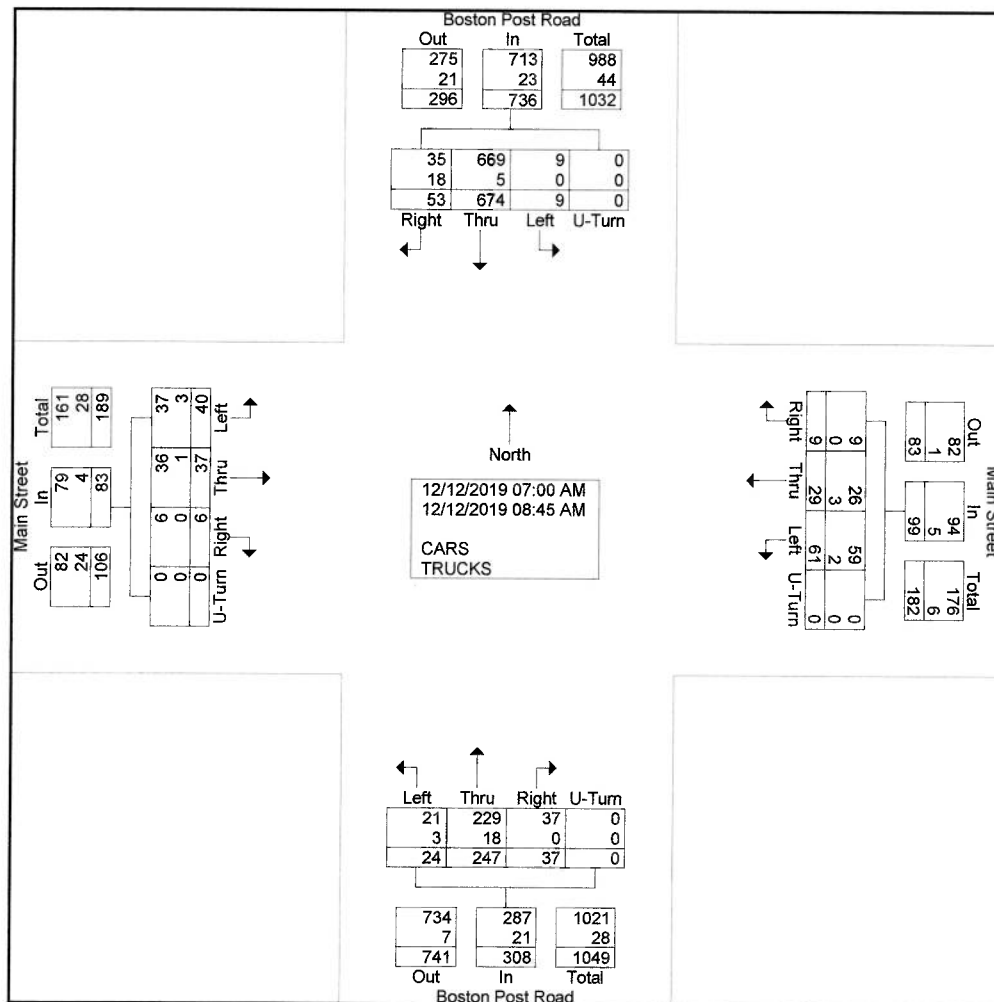 Boston Post Road
Out In Total
275 713 988
21 23 44
296 736 1032
35 669 9 0
18 5 0 0
53 674 9 0
Right Thru Left U-Turn
Main Street
Total 161 28 189
In 79 4 83
Out 82 24 106
37 3 40 Left
36 1 37 Thru
6 0 6 Right
0 0 0 U-Turn
North
12/12/2019 07:00 AM
12/12/2019 08:45 AM
CARS
TRUCKS
Right 9 0 9
Thru 29 3 26
Left 61 2 59
U-Turn 0 0 0
83 1 82 Out
99 5 94 In
182 6 176 Total
Main Street
Left Thru Right U-Turn
21 229 37 0
3 18 0 0
24 247 37 0
734 287 1021
7 21 28
741 308 1049
Out In Total
Boston Post Road